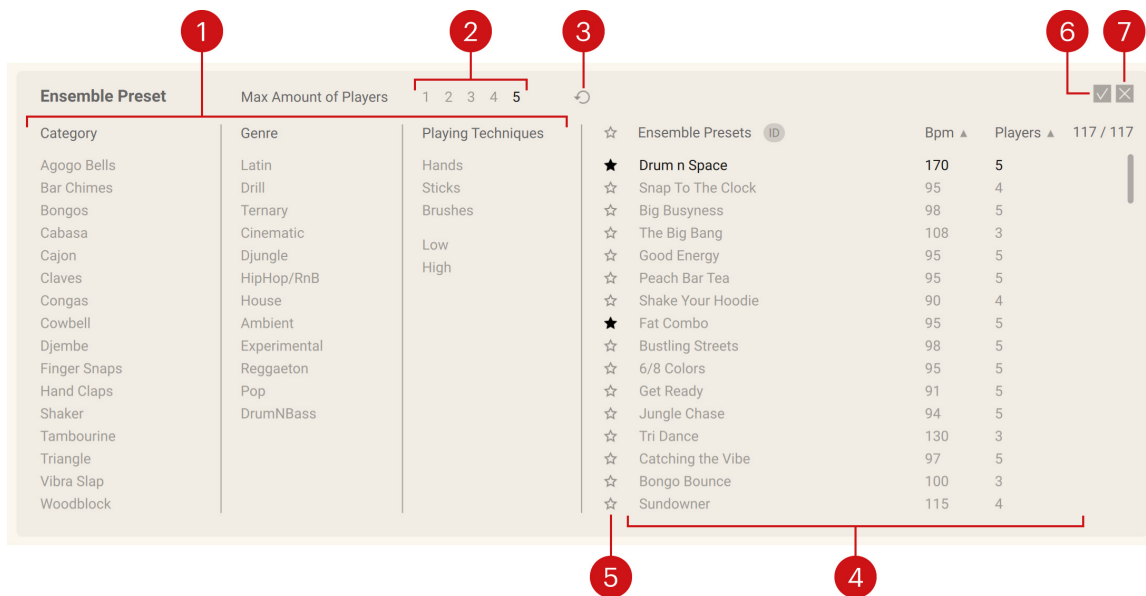 1
2
3
6
7
Ensemble Preset
Max Amount of Players
1 2 3 4 5
Category
Agogo Bells
Bar Chimes
Bongos
Cabasa
Cajon
Claves
Congas
Cowbell
Djembe
Finger Snaps
Hand Claps
Shaker
Tambourine
Triangle
Vibra Slap
Woodblock
Genre
Latin
Drill
Ternary
Cinematic
Djungle
HipHop/RnB
House
Ambient
Experimental
Reggaeton
Pop
DrumNBass
Playing Techniques
Hands
Sticks
Brushes
Low
High
Ensemble Presets ID Bpm Players 117 / 117
Drum n Space 170 5
Snap To The Clock 95 4
Big Busyness 98 5
The Big Bang 108 3
Good Energy 95 5
Peach Bar Tea 95 5
Shake Your Hoodie 90 4
Fat Combo 95 5
Bustling Streets 98 5
6/8 Colors 95 5
Get Ready 91 5
Jungle Chase 94 5
Tri Dance 130 3
Catching the Vibe 97 5
Bongo Bounce 100 3
Sundowner 115 4
5
4